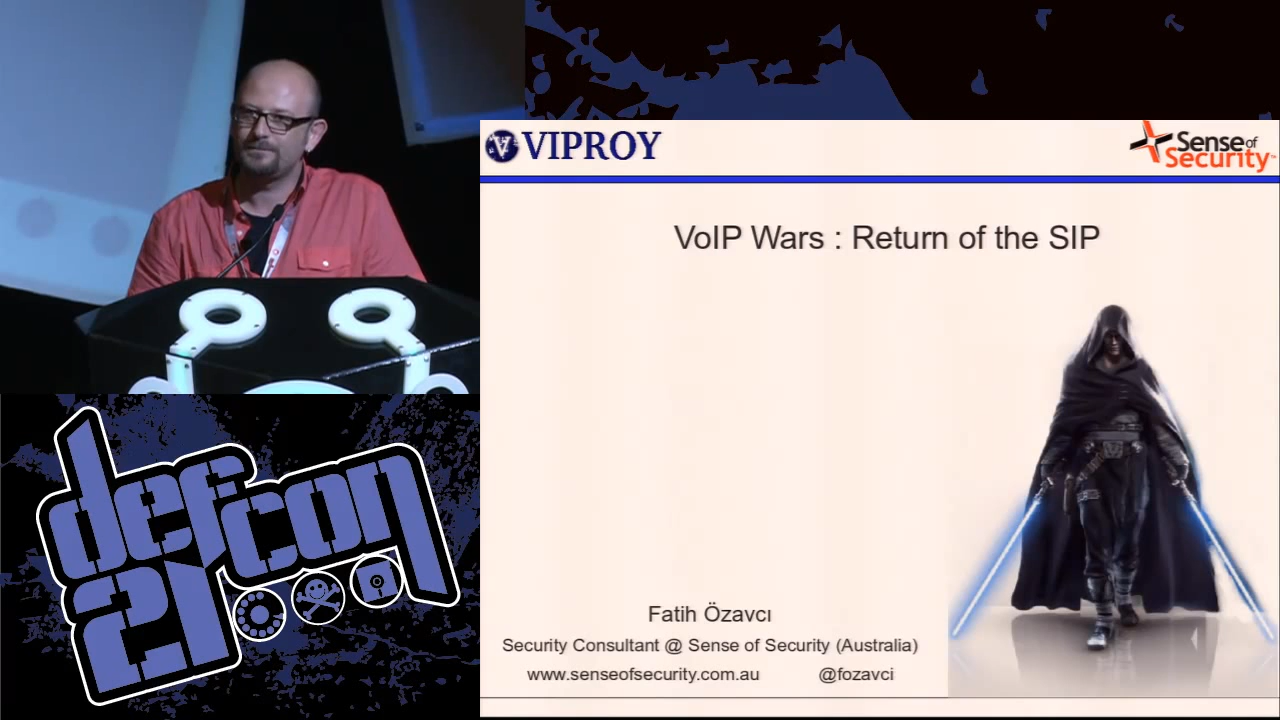 VIPROY
Sense of
Security™
VoIP Wars : Return of the SIP
Fatih Özavcı
Security Consultant @ Sense of Security (Australia)
www.senseofsecurity.com.au @fozavci
defcon
21